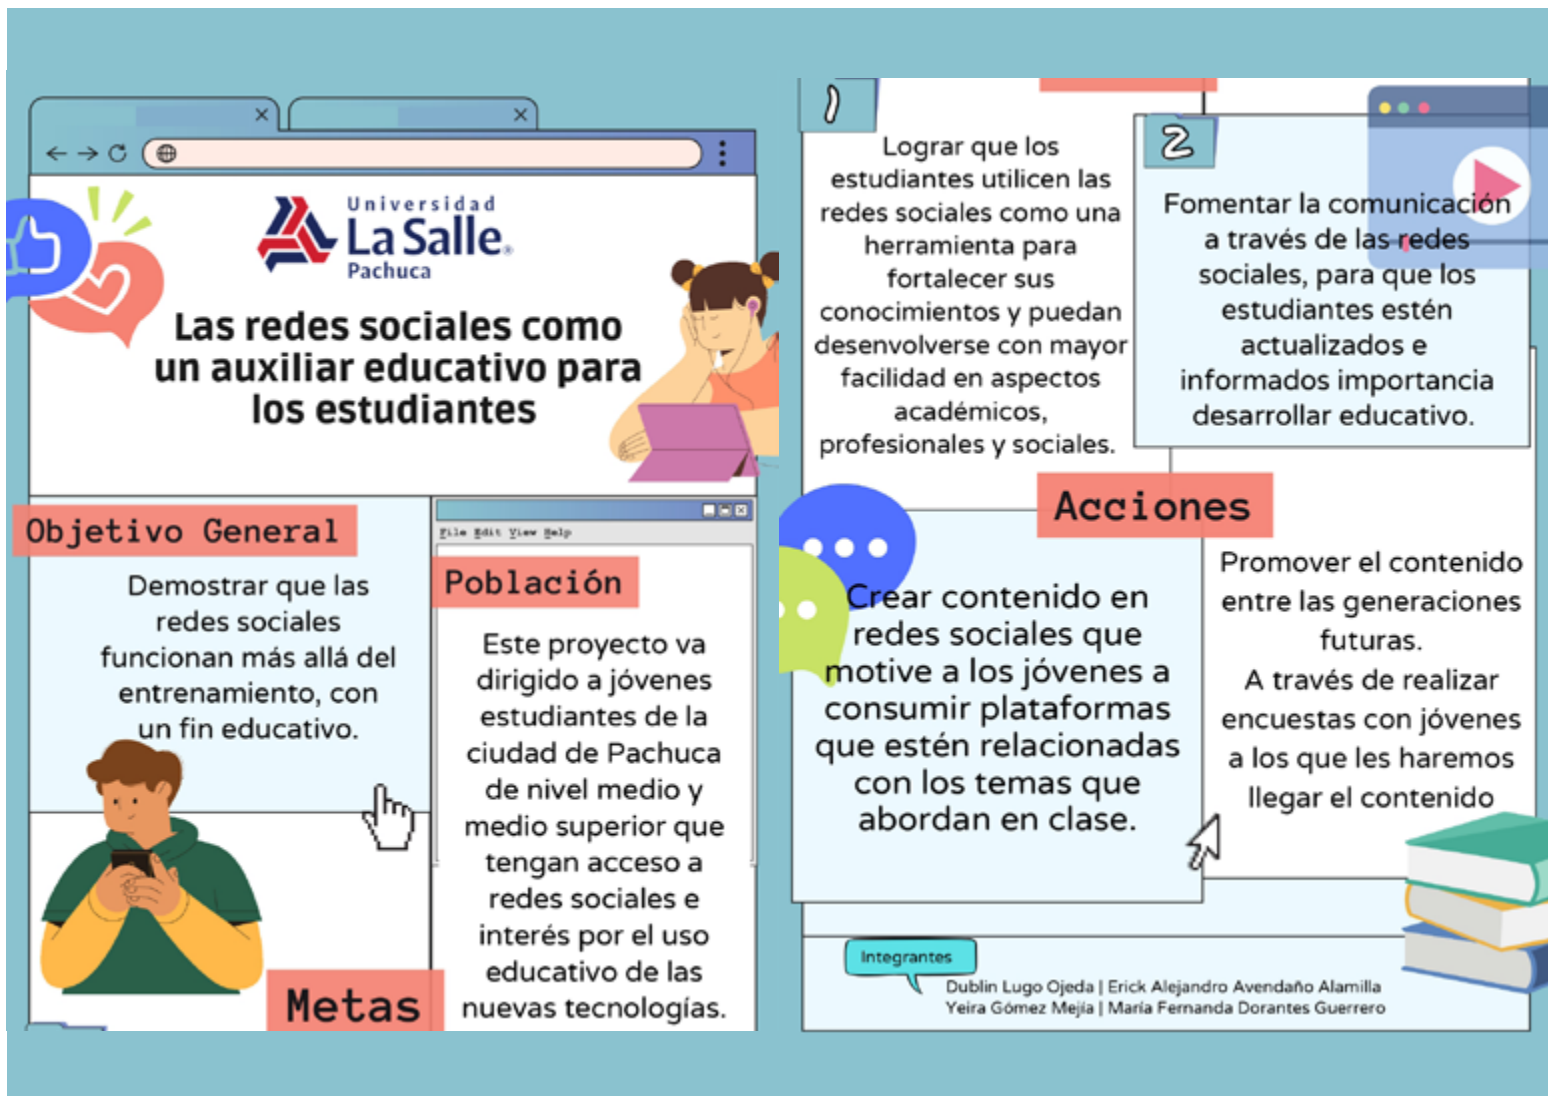 Universidad
La Salle®
Pachuca
Las redes sociales como
un auxiliar educativo para
los estudiantes
Objetivo General
Demostrar que las
redes sociales
funcionan más allá del
entrenamiento, con
un fin educativo.
File Edit View Help
Población
Este proyecto va
dirigido a jóvenes
estudiantes de la
ciudad de Pachuca
de nivel medio y
medio superior que
tengan acceso a
redes sociales e
interés por el uso
educativo de las
nuevas tecnologías.
Metas
1
Lograr que los
estudiantes utilicen las
redes sociales como una
herramienta para
fortalecer sus
conocimientos y puedan
desenvolverse con mayor
facilidad en aspectos
académicos,
profesionales y sociales.
2
Fomentar la comunicación
a través de las redes
sociales, para que los
estudiantes estén
actualizados e
informados importancia
desarrollar educativo.
Acciones
Crear contenido en
redes sociales que
motive a los jóvenes a
consumir plataformas
que estén relacionadas
con los temas que
abordan en clase.
Promover el contenido
entre las generaciones
futuras.
A través de realizar
encuestas con jóvenes
a los que les haremos
llegar el contenido
Integrantes
Dublin Lugo Ojeda | Erick Alejandro Avendaño Alamilla
Yeira Gómez Mejía | María Fernanda Dorantes Guerrero